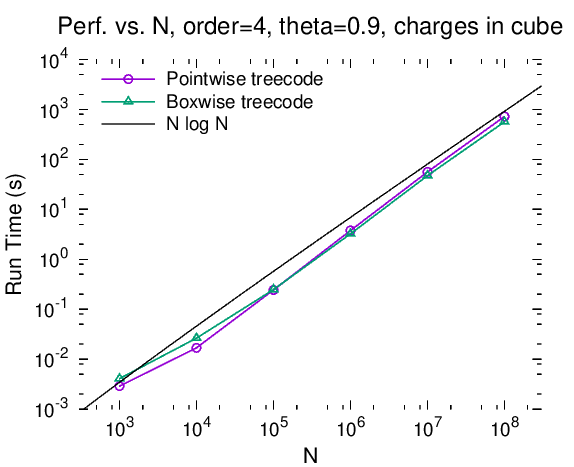 Perf. vs. N, order=4, theta=0.9, charges in cube
Pointwise treecode
Boxwise treecode
N log N
Run Time (s)
10^4
10^3
10^2
10^1
10^0
10^-1
10^-2
10^-3
10^3 10^4 10^5 10^6 10^7 10^8
N